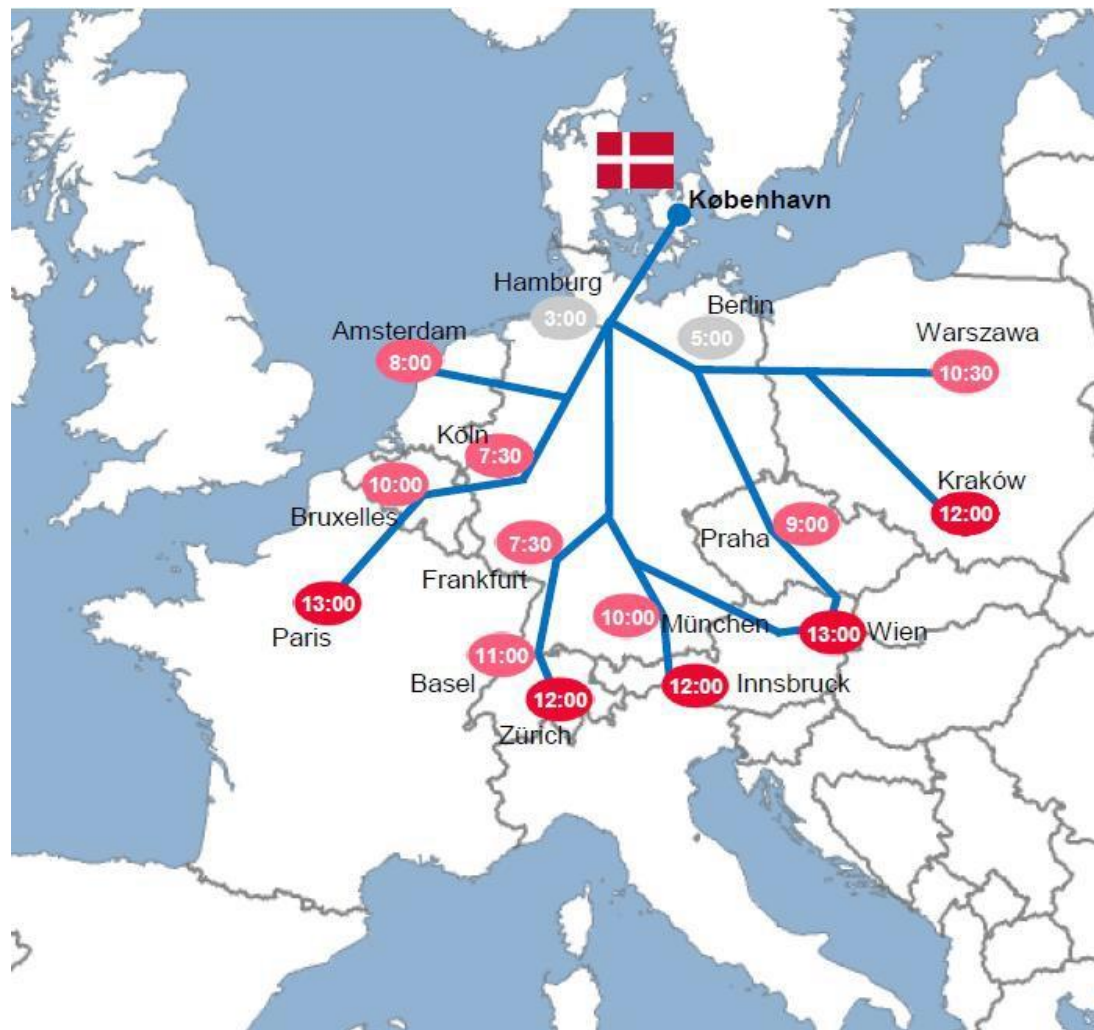 København
Hamburg
3:00
Berlin
5:00
Amsterdam
8:00
Warszawa
10:30
Köln
7:30
10:00
Bruxelles
Kraków
12:00
Praha
9:00
7:30
Frankfurt
13:00
Paris
10:00
München
13:00
Wien
11:00
Basel
12:00
Innsbruck
12:00
Zürich